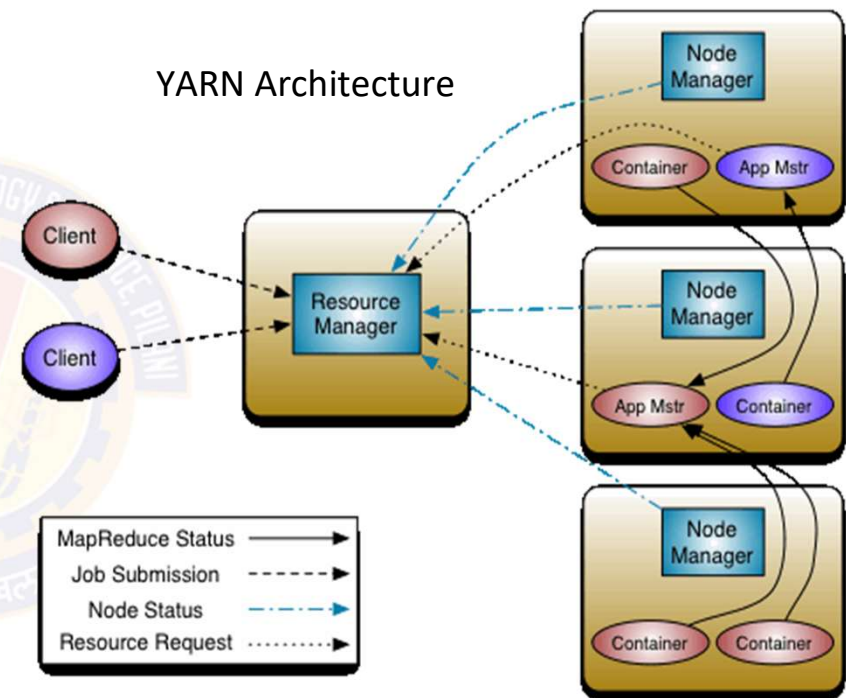 YARN Architecture
Client
Client
Resource
Manager
Node
Manager
Container
App Mstr
Node
Manager
App Mstr
Container
Node
Manager
Container
Container
MapReduce Status
Job Submission
Node Status
Resource Request